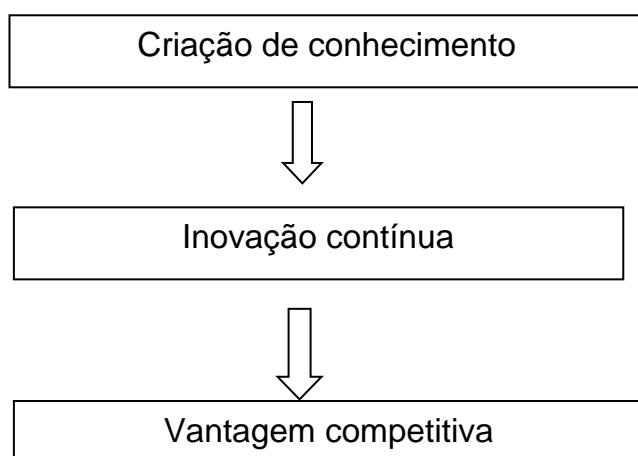 Criação de conhecimento
Inovação contínua
Vantagem competitiva